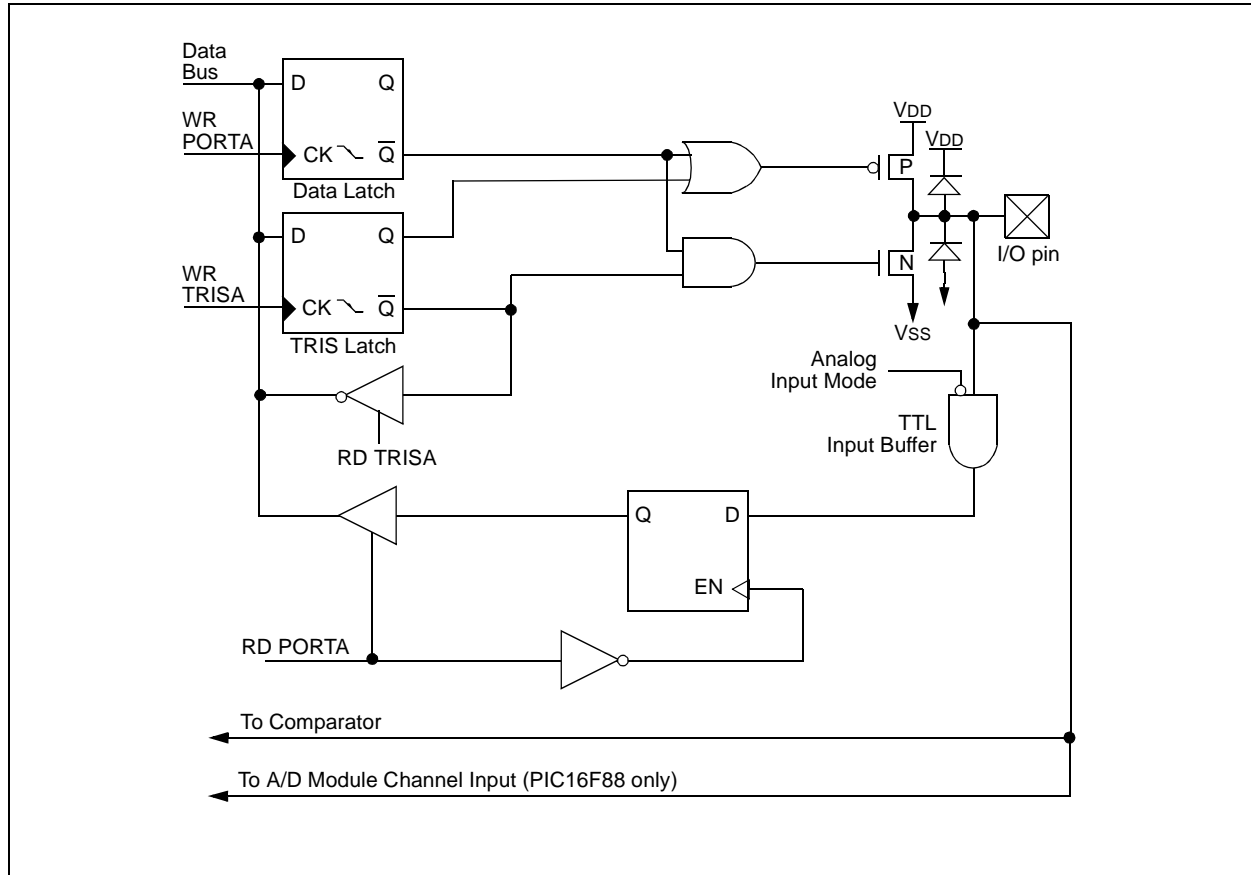 Data
Bus
D
Q
WR
PORTA
CK
Q
Data Latch
VDD
VDD
P
D
Q
I/O pin
N
WR
TRISA
CK
Q
TRIS Latch
VSS
Analog
Input Mode
TTL
Input Buffer
RD TRISA
Q
D
EN
RD PORTA
To Comparator
To A/D Module Channel Input (PIC16F88 only)